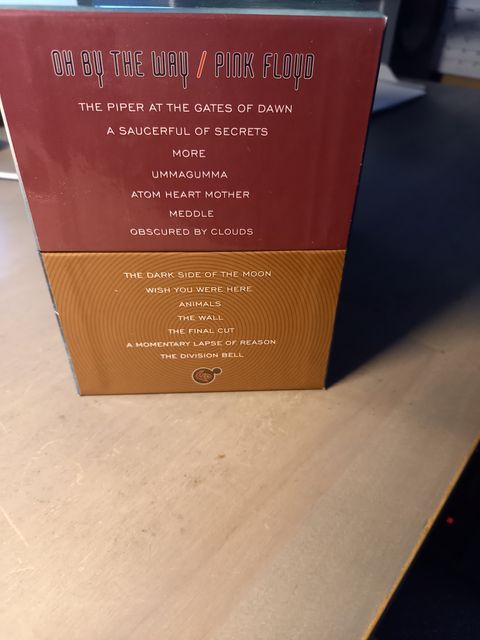 OH BY THE WAY / PINK FLOYD
THE PIPER AT THE GATES OF DAWN
A SAUCERFUL OF SECRETS
MORE
UMMAGUMMA
ATOM HEART MOTHER
MEDDLE
OBSCURED BY CLOUDS
THE DARK SIDE OF THE MOON
WISH YOU WERE HERE
ANIMALS
THE WALL
THE FINAL CUT
A MOMENTARY LAPSE OF REASON
THE DIVISION BELL